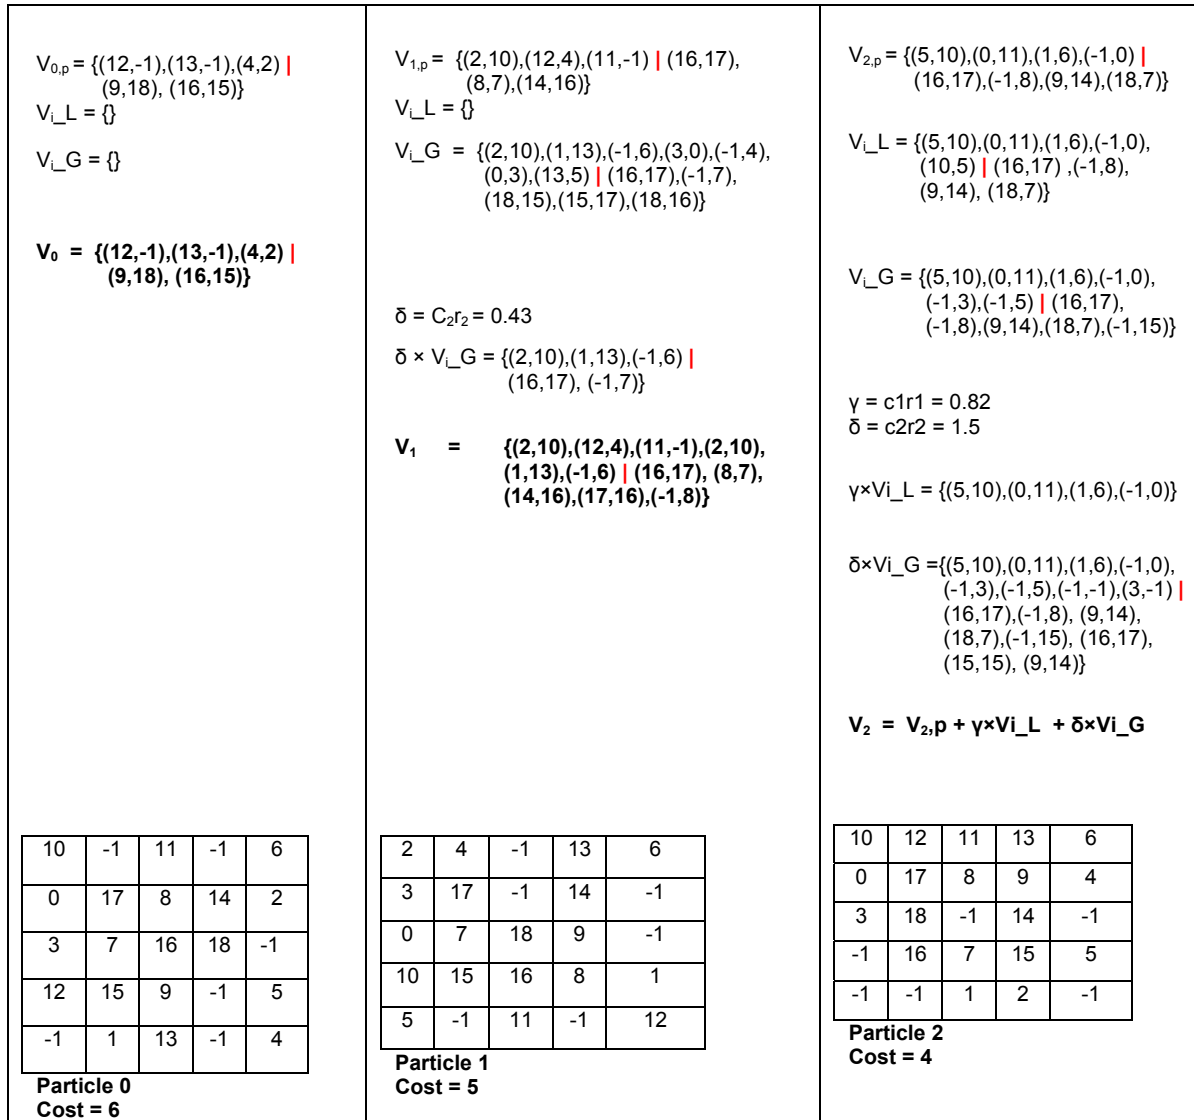 V0,p = {(12,-1),(13,-1),(4,2) |
(9,18), (16,15)}
Vi_L = {}
Vi_G = {}
V0 = {(12,-1),(13,-1),(4,2) |
(9,18), (16,15)}
10 -1 11 -1 6
0 17 8 14 2
3 7 16 18 -1
12 15 9 -1 5
-1 1 13 -1 4
Particle 0
Cost = 6
V1,p = {(2,10),(12,4),(11,-1) | (16,17),
(8,7),(14,16)}
Vi_L = {}
Vi_G = {(2,10),(1,13),(-1,6),(3,0),(-1,4),
(0,3),(13,5) | (16,17),(-1,7),
(18,15),(15,17),(18,16)}
δ = C2r2 = 0.43
δ × Vi_G = {(2,10),(1,13),(-1,6) |
(16,17), (-1,7)}
V1 = {(2,10),(12,4),(11,-1),(2,10),
(1,13),(-1,6) | (16,17), (8,7),
(14,16),(17,16),(-1,8)}
2 4 -1 13 6
3 17 -1 14 -1
0 7 18 9 -1
10 15 16 8 1
5 -1 11 -1 12
Particle 1
Cost = 5
V2,p = {(5,10),(0,11),(1,6),(-1,0) |
(16,17),(-1,8),(9,14),(18,7)}
Vi_L = {(5,10),(0,11),(1,6),(-1,0),
(10,5) | (16,17) ,(-1,8),
(9,14), (18,7)}
Vi_G = {(5,10),(0,11),(1,6),(-1,0),
(-1,3),(-1,5) | (16,17),
(-1,8),(9,14),(18,7),(-1,15)}
γ = c1r1 = 0.82
δ = c2r2 = 1.5
γ×Vi_L = {(5,10),(0,11),(1,6),(-1,0)}
δ×Vi_G ={(5,10),(0,11),(1,6),(-1,0),
(-1,3),(-1,5),(-1,-1),(3,-1) |
(16,17),(-1,8), (9,14),
(18,7),(-1,15), (16,17),
(15,15), (9,14)}
V2 = V2,p + γ×Vi_L + δ×Vi_G
10 12 11 13 6
0 17 8 9 4
3 18 -1 14 -1
-1 16 7 15 5
-1 -1 1 2 -1
Particle 2
Cost = 4